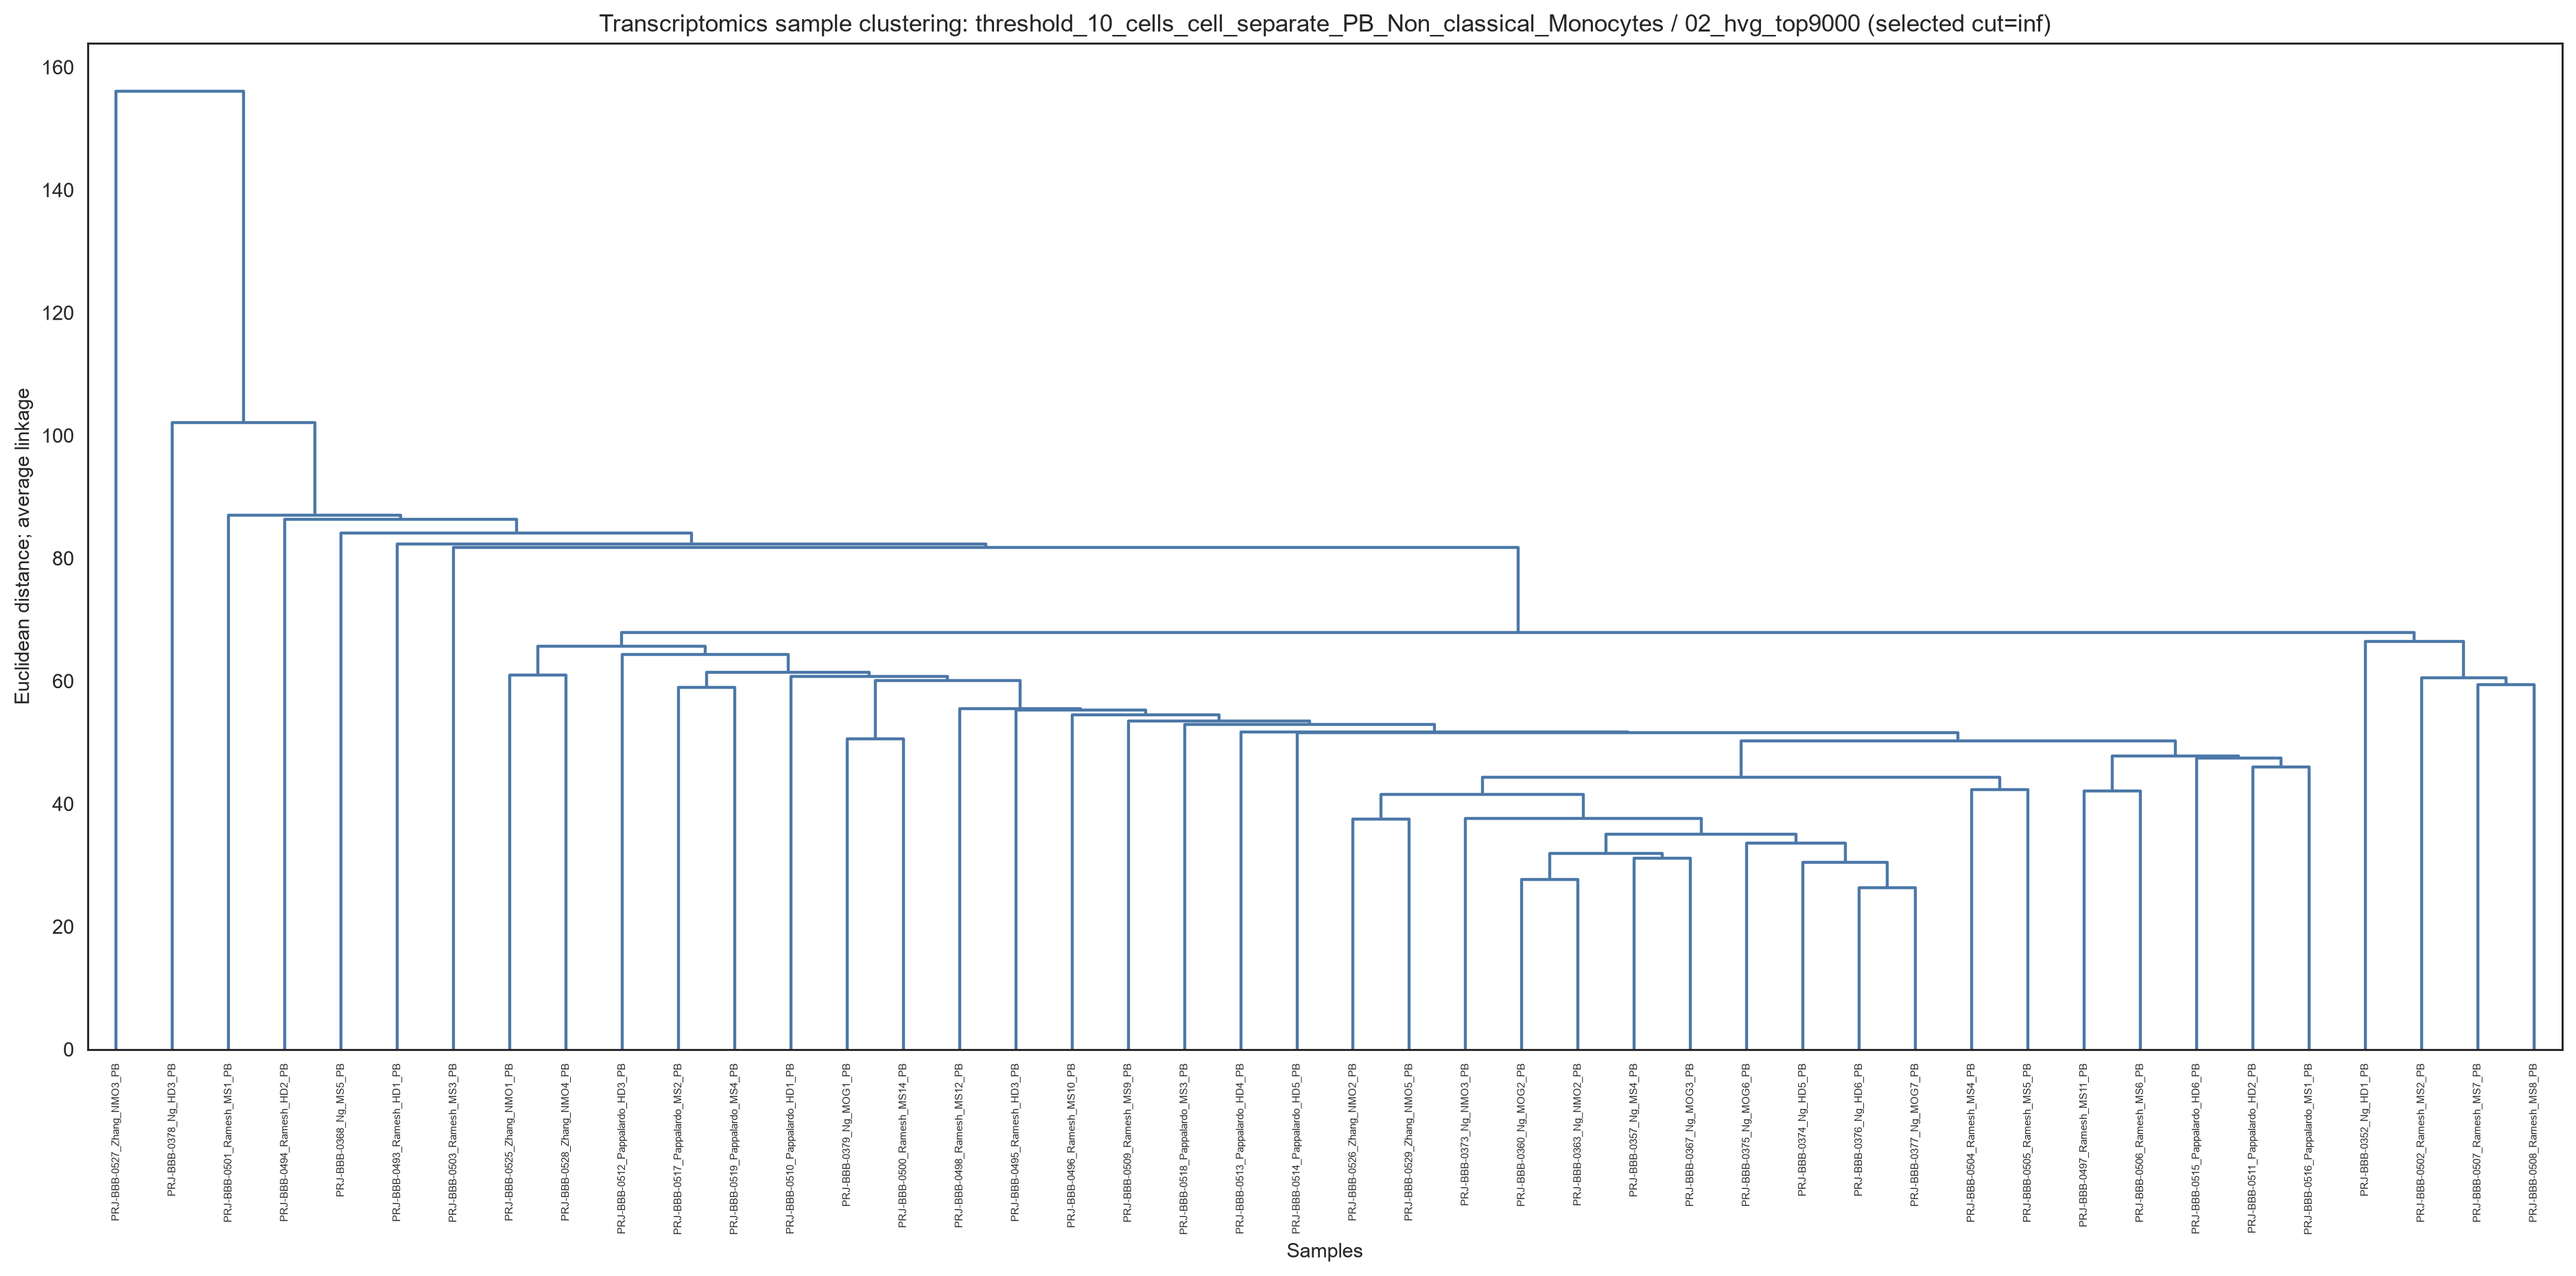 Transcriptomics sample clustering: threshold_10_cells_cell_separate_PB_Non_classical_Monocytes / 02_hvg_top9000 (selected cut=inf)
Euclidean distance; average linkage
160
140
120
100
80
60
40
20
0
PRJ-BBB-0527_Zhang_NMO3_PB
PRJ-BBB-0378_Ng_HD3_PB
PRJ-BBB-0501_Ramesh_MS1_PB
PRJ-BBB-0494_Ramesh_HD2_PB
PRJ-BBB-0368_Ng_MS5_PB
PRJ-BBB-0493_Ramesh_HD1_PB
PRJ-BBB-0503_Ramesh_MS3_PB
PRJ-BBB-0525_Zhang_NMO1_PB
PRJ-BBB-0528_Zhang_NMO4_PB
PRJ-BBB-0512_Pappalardo_HD3_PB
PRJ-BBB-0517_Pappalardo_MS2_PB
PRJ-BBB-0519_Pappalardo_MS4_PB
PRJ-BBB-0510_Pappalardo_HD1_PB
PRJ-BBB-0379_Ng_MOG1_PB
PRJ-BBB-0500_Ramesh_MS14_PB
PRJ-BBB-0498_Ramesh_MS12_PB
PRJ-BBB-0495_Ramesh_HD3_PB
PRJ-BBB-0496_Ramesh_MS10_PB
PRJ-BBB-0509_Ramesh_MS9_PB
PRJ-BBB-0518_Pappalardo_MS3_PB
PRJ-BBB-0513_Pappalardo_HD4_PB
PRJ-BBB-0514_Pappalardo_HD5_PB
PRJ-BBB-0526_Zhang_NMO2_PB
PRJ-BBB-0529_Zhang_NMO5_PB
PRJ-BBB-0373_Ng_NMO3_PB
PRJ-BBB-0360_Ng_MOG2_PB
PRJ-BBB-0363_Ng_NMO2_PB
PRJ-BBB-0357_Ng_MS4_PB
PRJ-BBB-0367_Ng_MOG3_PB
PRJ-BBB-0375_Ng_MOG6_PB
PRJ-BBB-0374_Ng_HD5_PB
PRJ-BBB-0376_Ng_HD6_PB
PRJ-BBB-0377_Ng_MOG7_PB
PRJ-BBB-0504_Ramesh_MS4_PB
PRJ-BBB-0505_Ramesh_MS5_PB
PRJ-BBB-0497_Ramesh_MS11_PB
PRJ-BBB-0506_Ramesh_MS6_PB
PRJ-BBB-0515_Pappalardo_HD6_PB
PRJ-BBB-0511_Pappalardo_HD2_PB
PRJ-BBB-0516_Pappalardo_MS1_PB
PRJ-BBB-0352_Ng_HD1_PB
PRJ-BBB-0502_Ramesh_MS2_PB
PRJ-BBB-0507_Ramesh_MS7_PB
PRJ-BBB-0508_Ramesh_MS8_PB
Samples